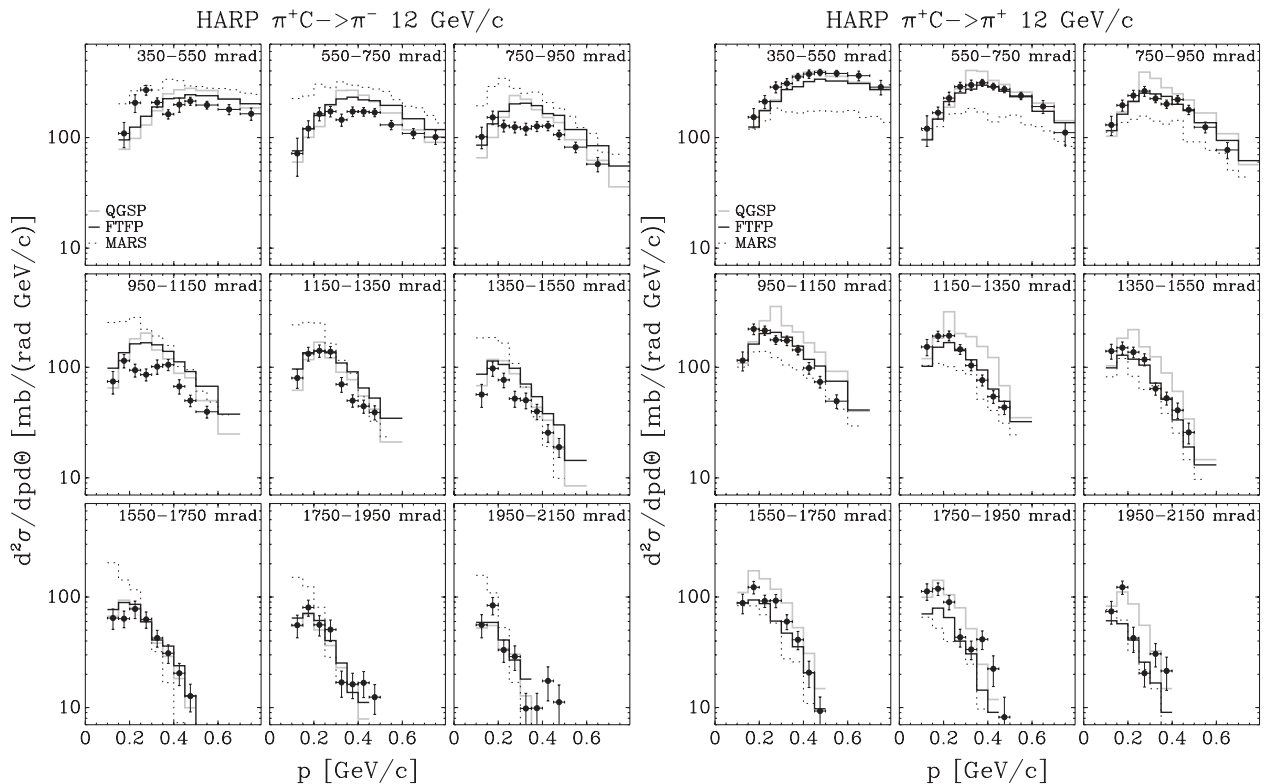 HARP π⁺C−>π⁻ 12 GeV/c
350−550 mrad
550−750 mrad
750−950 mrad
100
10
QGSP
FTFP
MARS
950−1150 mrad
1150−1350 mrad
1350−1550 mrad
100
10
1550−1750 mrad
1750−1950 mrad
1950−2150 mrad
100
10
0 0.2 0.4 0.6 0 0.2 0.4 0.6 0 0.2 0.4 0.6
p [GeV/c]
d²σ/dpdΘ [mb/(rad GeV/c)]
HARP π⁺C−>π⁺ 12 GeV/c
350−550 mrad
550−750 mrad
750−950 mrad
100
10
QGSP
FTFP
MARS
950−1150 mrad
1150−1350 mrad
1350−1550 mrad
100
10
1550−1750 mrad
1750−1950 mrad
1950−2150 mrad
100
10
0 0.2 0.4 0.6 0 0.2 0.4 0.6 0 0.2 0.4 0.6
p [GeV/c]
d²σ/dpdΘ [mb/(rad GeV/c)]